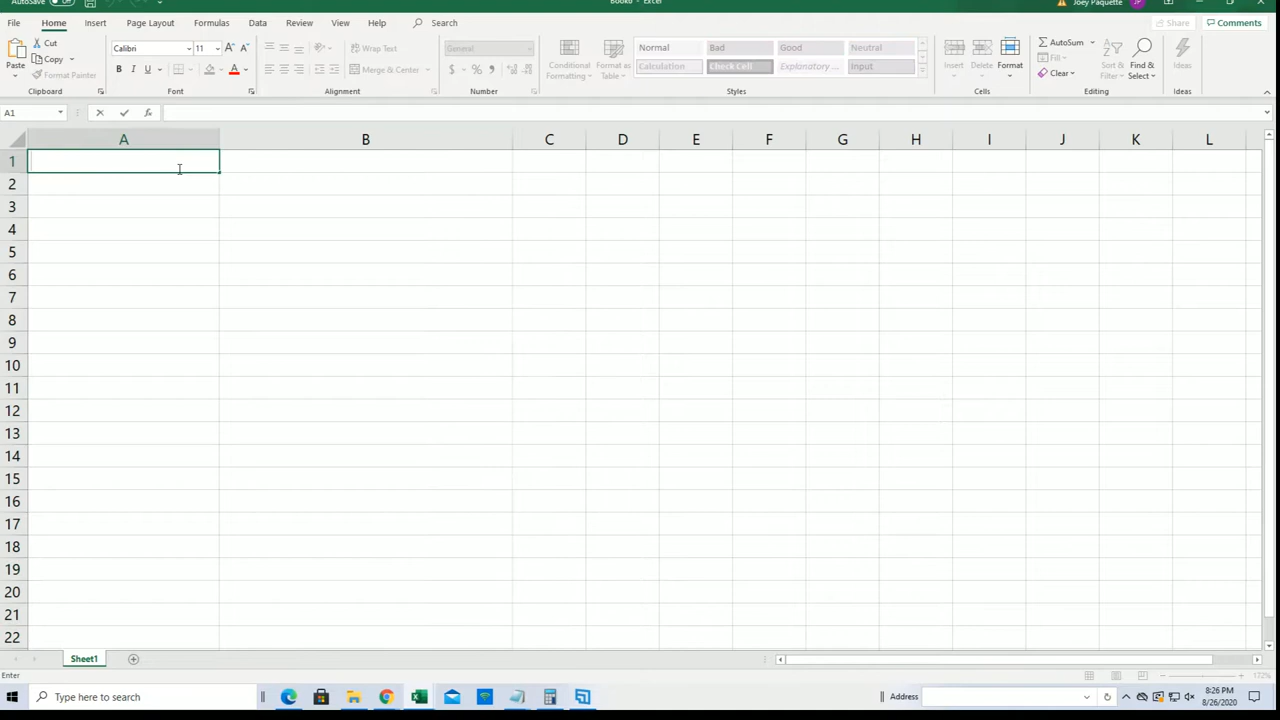 AutoSave Off Book6 - Excel Joey Paquette JP
File Home Insert Page Layout Formulas Data Review View Help Search Share Comments
Paste Cut Copy Format Painter Clipboard
Calibri 11 B I U A Font
Wrap Text Merge & Center Alignment
General $ % , Number
Conditional Formatting Format as Table
Normal Bad Good Neutral
Calculation Check Cell Explanatory ... Input
Styles
Insert Delete Format Cells
AutoSum Fill Clear Sort & Filter Find & Select Editing
Ideas Ideas
A1 fx
A B C D E F G H I J K L
1
2
3
4
5
6
7
8
9
10
11
12
13
14
15
16
17
18
19
20
21
22
Sheet1
Enter 172%
Type here to search Address 8:26 PM
8/26/2020